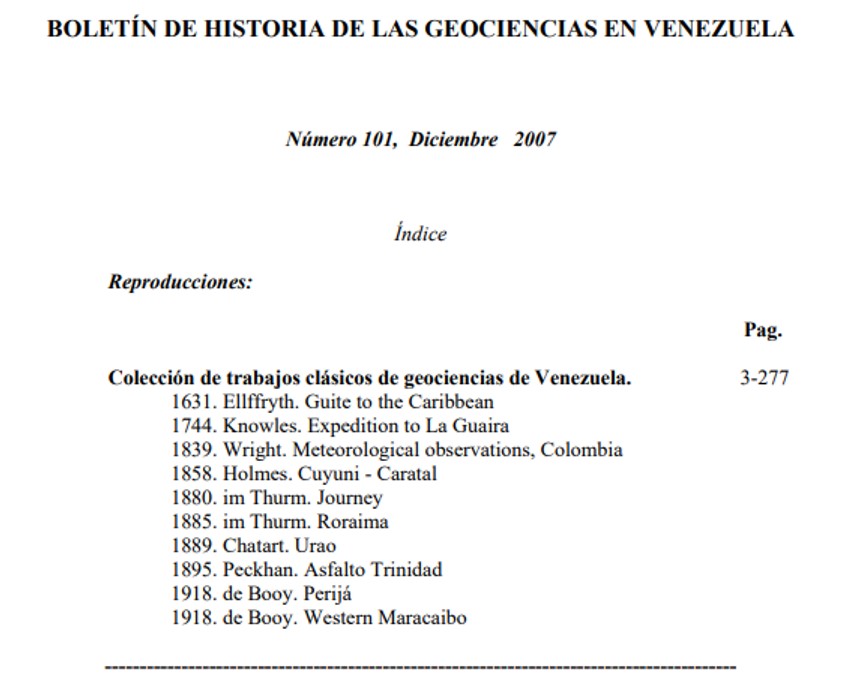 BOLETÍN DE HISTORIA DE LAS GEOCIENCIAS EN VENEZUELA
Número 101, Diciembre 2007
Índice
Reproducciones:
Pag.
Colección de trabajos clásicos de geociencias de Venezuela. 3-277
1631. Ellffryth. Guite to the Caribbean
1744. Knowles. Expedition to La Guaira
1839. Wright. Meteorological observations, Colombia
1858. Holmes. Cuyuni - Caratal
1880. im Thurm. Journey
1885. im Thurm. Roraima
1889. Chatart. Urao
1895. Peckhan. Asfalto Trinidad
1918. de Booy. Perijá
1918. de Booy. Western Maracaibo